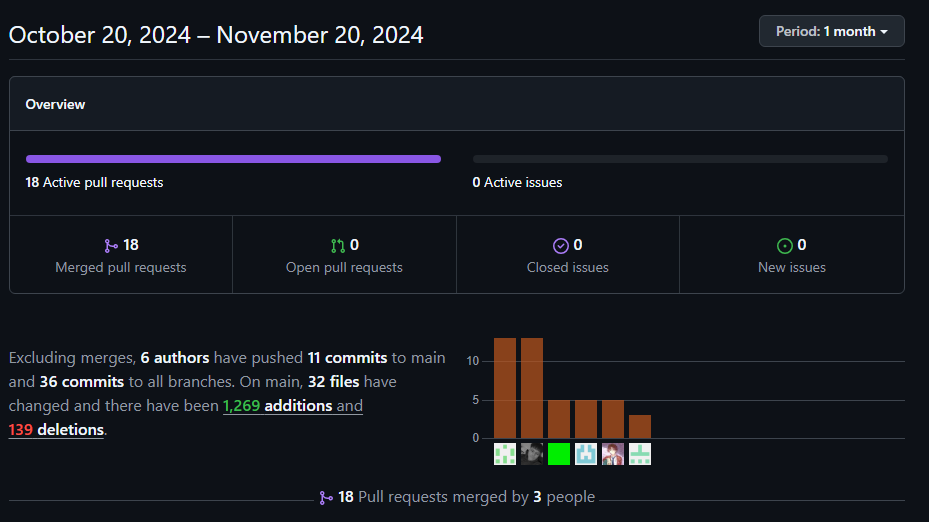 October 20, 2024 – November 20, 2024
Period: 1 month
Overview
18 Active pull requests
0 Active issues
18
Merged pull requests
0
Open pull requests
0
Closed issues
0
New issues
Excluding merges, 6 authors have pushed 11 commits to main
and 36 commits to all branches. On main, 32 files have
changed and there have been 1,269 additions and
139 deletions.
10
5
0
18 Pull requests merged by 3 people